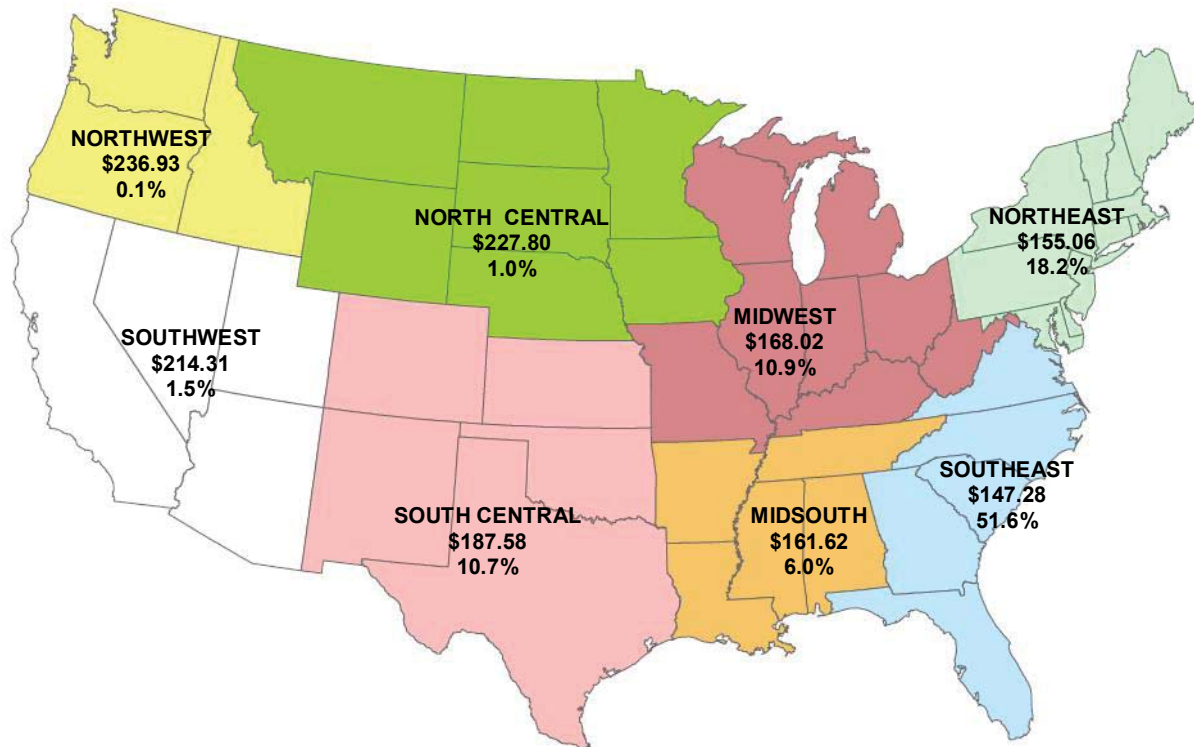 NORTHWEST
$236.93
0.1%
NORTH CENTRAL
$227.80
1.0%
NORTHEAST
$155.06
18.2%
SOUTHWEST
$214.31
1.5%
MIDWEST
$168.02
10.9%
SOUTH CENTRAL
$187.58
10.7%
MIDSOUTH
$161.62
6.0%
SOUTHEAST
$147.28
51.6%